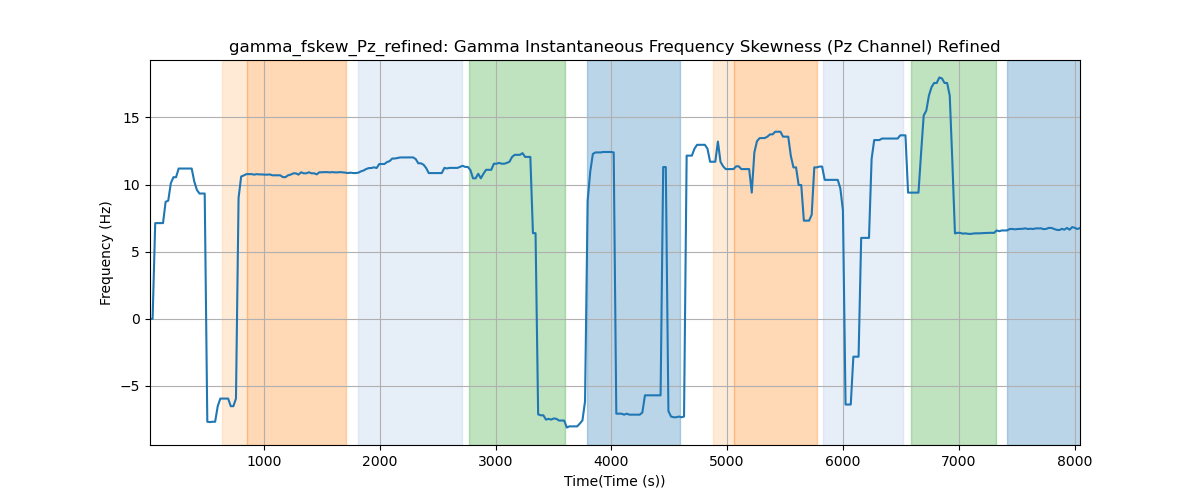 gamma_fskew_Pz_refined: Gamma Instantaneous Frequency Skewness (Pz Channel) Refined
Frequency (Hz)
15
10
5
0
−5
1000 2000 3000 4000 5000 6000 7000 8000
Time(Time (s))